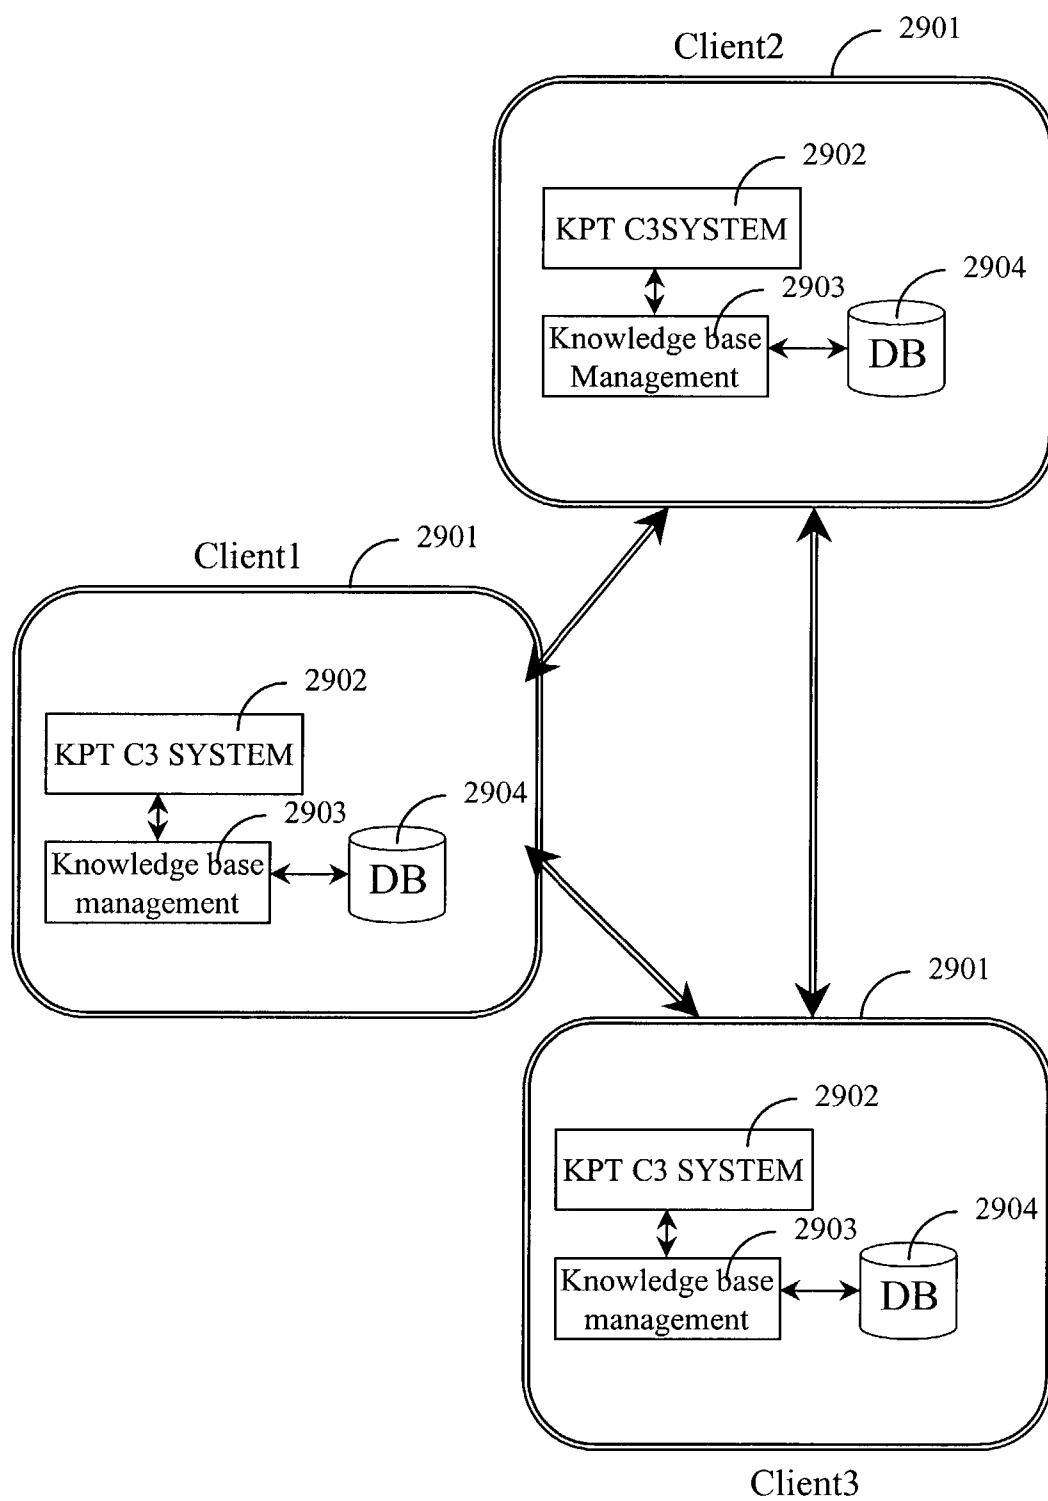 Client2
2901
2902
KPT C3SYSTEM
2903
2904
Knowledge base
Management
DB
Client1
2901
2902
KPT C3 SYSTEM
2903
2904
Knowledge base
management
DB
2901
2902
KPT C3 SYSTEM
2903
2904
Knowledge base
management
DB
Client3